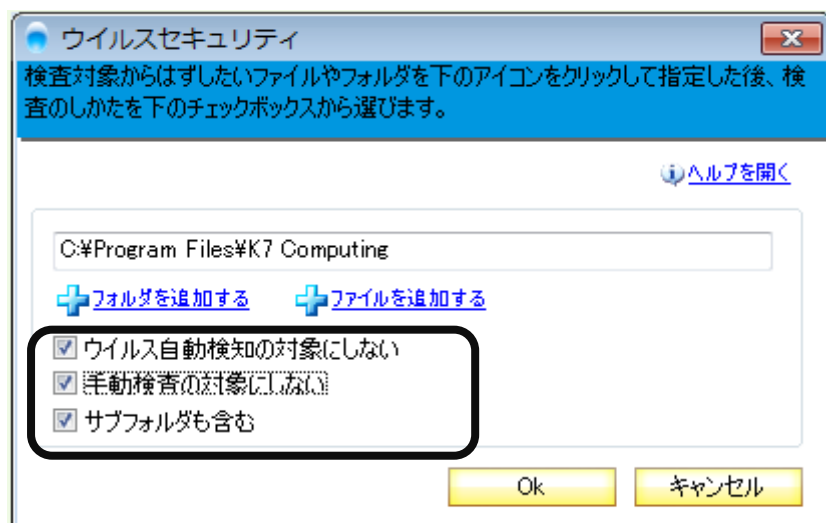 ウイルスセキュリティ
検査対象からはずしたいファイルやフォルダを下のアイコンをクリックして指定した後、検
査のしかたを下のチェックボックスから選びます。
ヘルプを開く
C:¥Program Files¥K7 Computing
フォルダを追加する ファイルを追加する
ウイルス自動検知の対象にしない
手動検査の対象にしない
サブフォルダも含む
Ok キャンセル